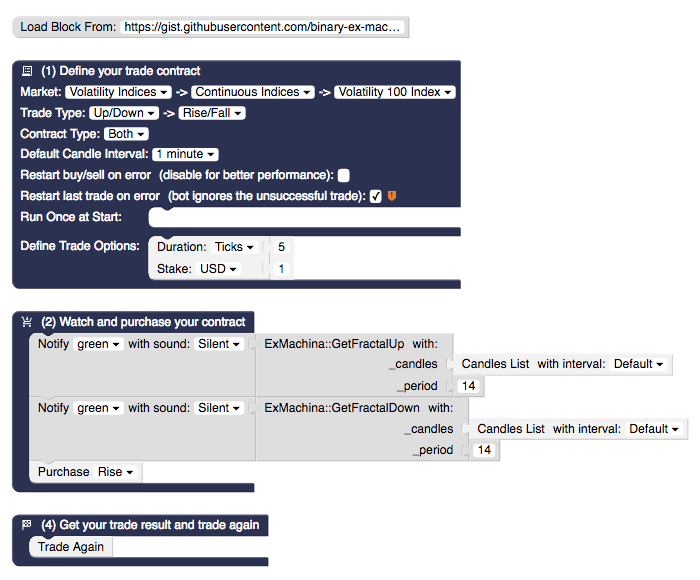 Load Block From: https://gist.githubusercontent.com/binary-ex-mac...
(1) Define your trade contract
Market: Volatility Indices -> Continuous Indices -> Volatility 100 Index
Trade Type: Up/Down -> Rise/Fall
Contract Type: Both
Default Candle Interval: 1 minute
Restart buy/sell on error (disable for better performance):
Restart last trade on error (bot ignores the unsuccessful trade):
Run Once at Start:
Define Trade Options: Duration: Ticks 5
Stake: USD 1
(2) Watch and purchase your contract
Notify green with sound: Silent ExMachina::GetFractalUp with:
_candles Candles List with interval: Default
_period 14
Notify green with sound: Silent ExMachina::GetFractalDown with:
_candles Candles List with interval: Default
_period 14
Purchase Rise
(4) Get your trade result and trade again
Trade Again